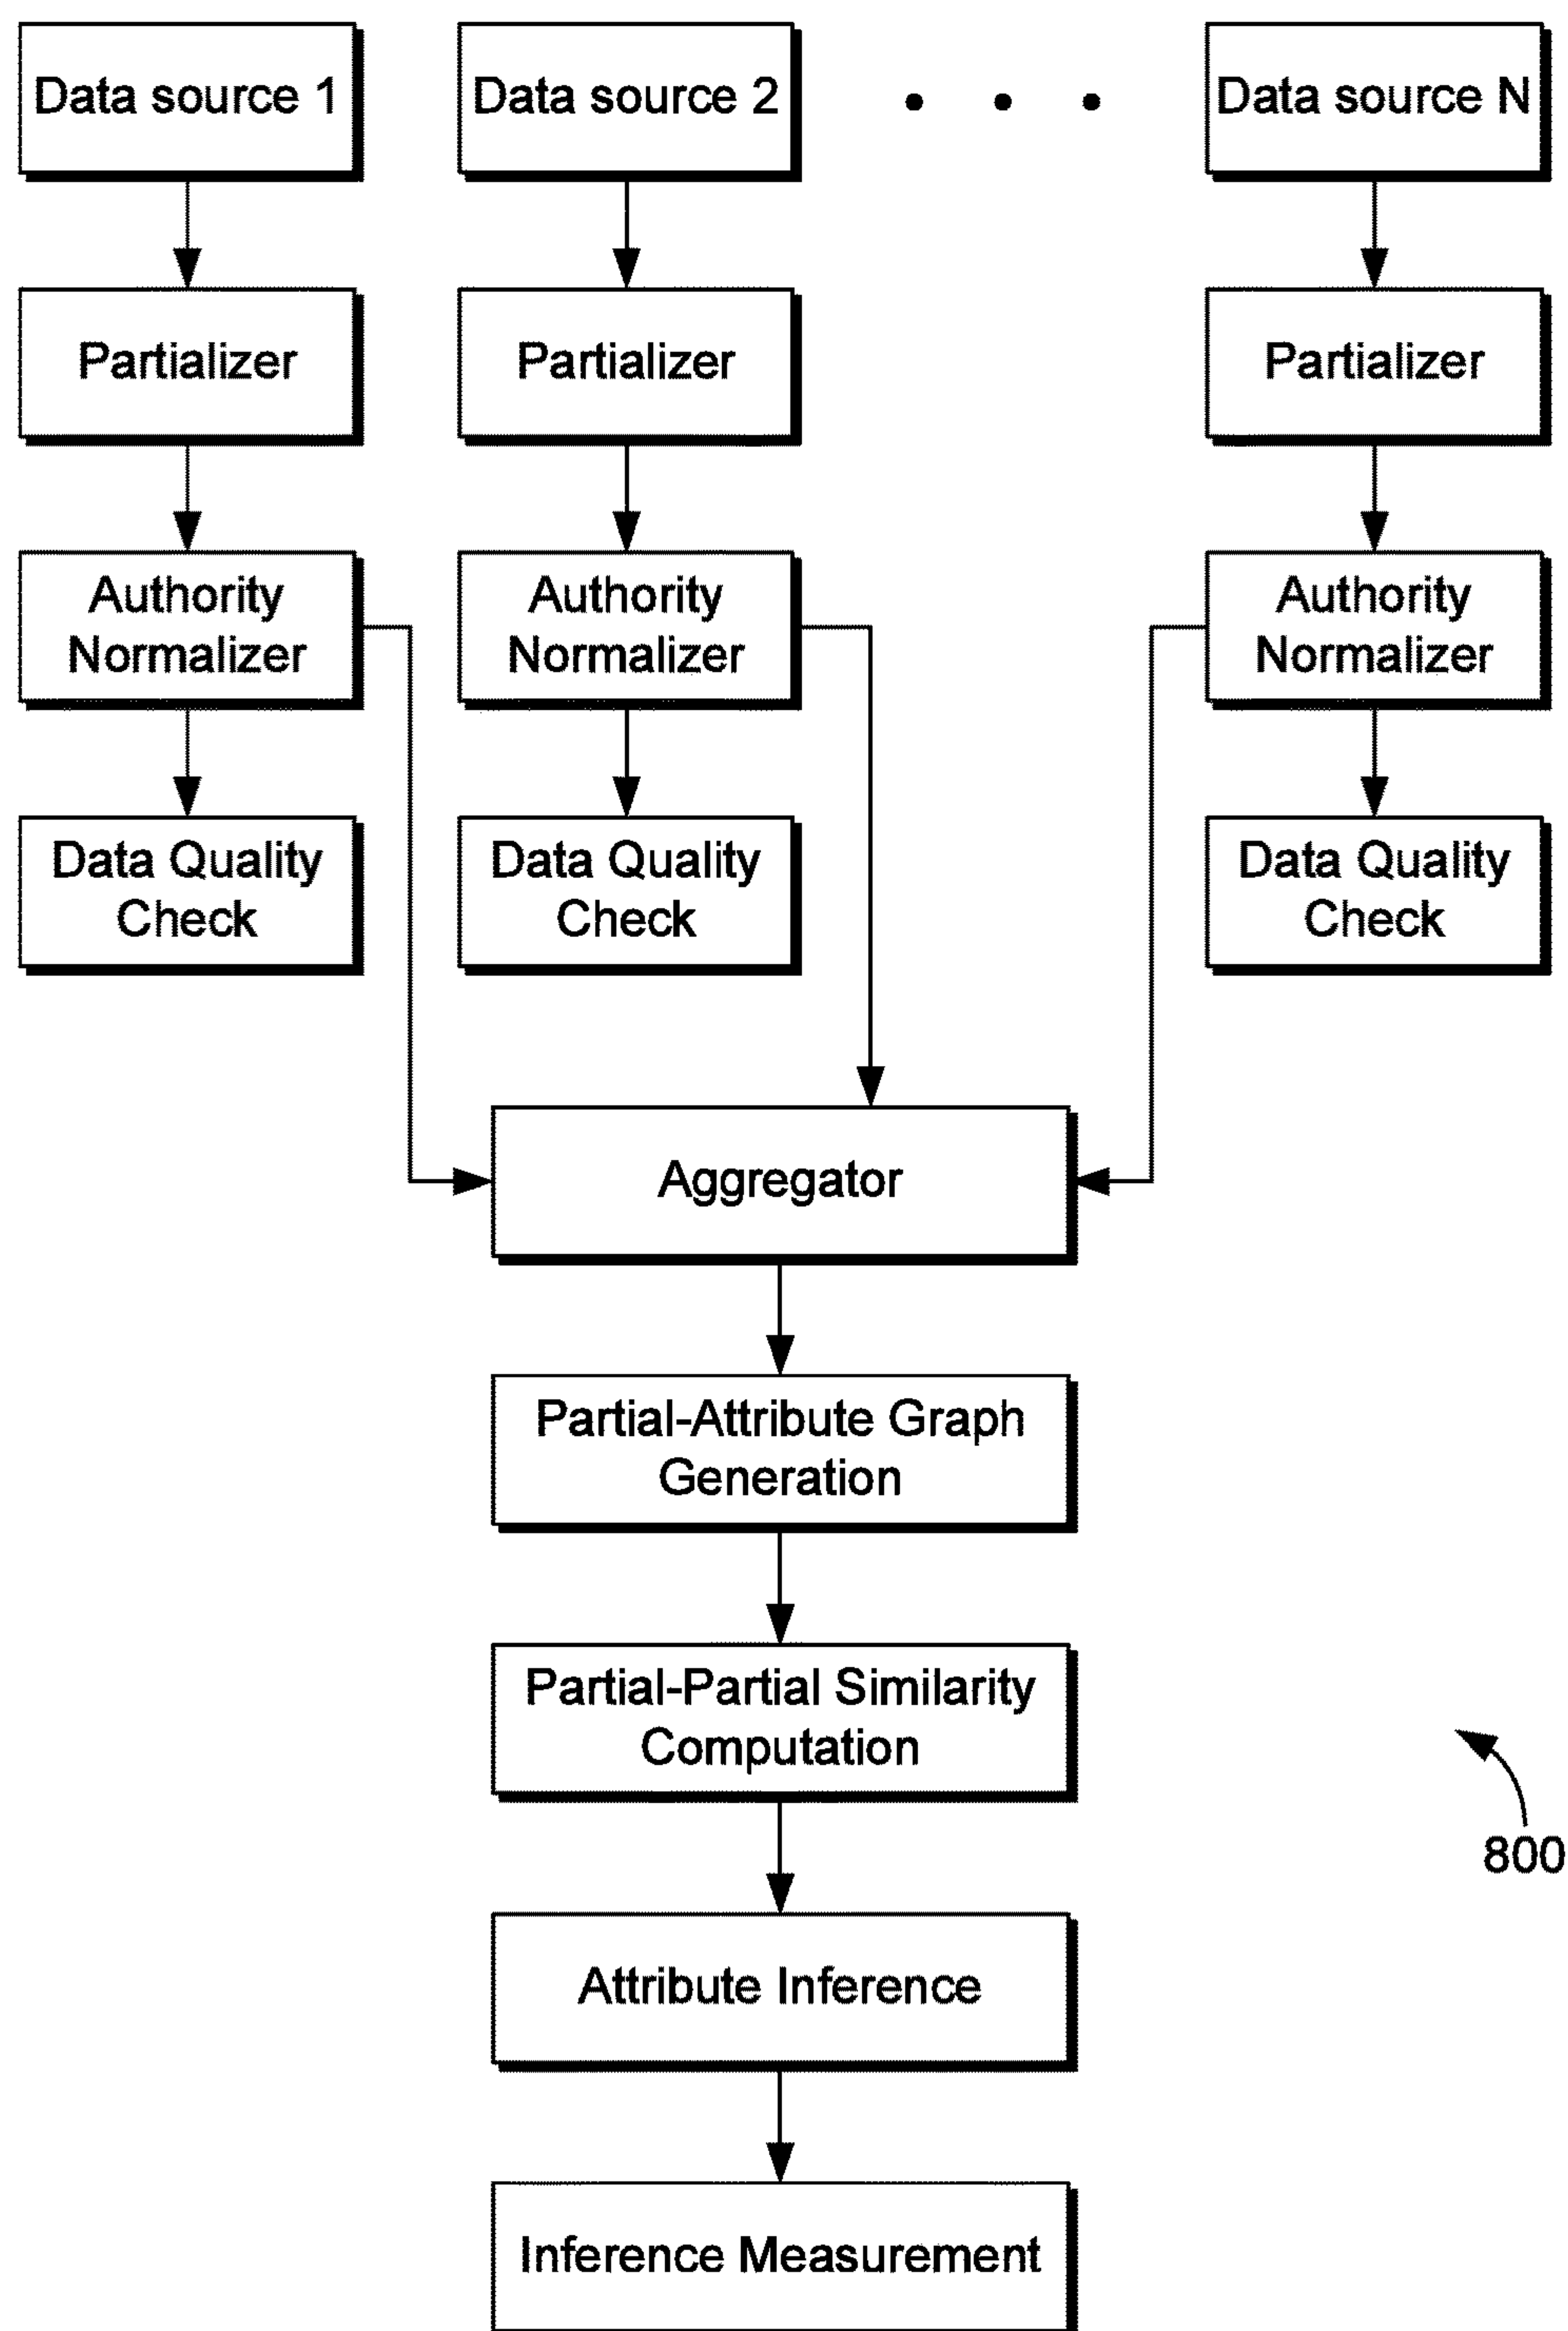 Data source 1
Data source 2
Data source N
Partializer
Partializer
Partializer
Authority
Normalizer
Authority
Normalizer
Authority
Normalizer
Data Quality
Check
Data Quality
Check
Data Quality
Check
Aggregator
Partial-Attribute Graph
Generation
Partial-Partial Similarity
Computation
800
Attribute Inference
Inference Measurement